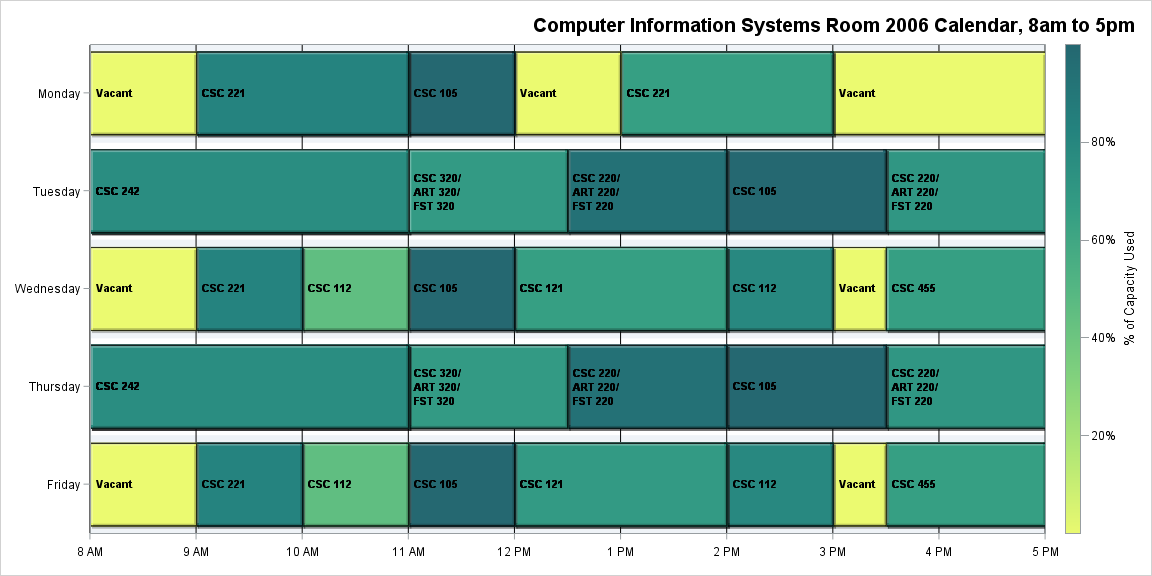 Computer Information Systems Room 2006 Calendar, 8am to 5pm
Monday
Vacant
CSC 221
CSC 105
Vacant
CSC 221
Vacant
Tuesday
CSC 242
CSC 320/
ART 320/
FST 320
CSC 220/
ART 220/
FST 220
CSC 105
CSC 220/
ART 220/
FST 220
Wednesday
Vacant
CSC 221
CSC 112
CSC 105
CSC 121
CSC 112
Vacant
CSC 455
Thursday
CSC 242
CSC 320/
ART 320/
FST 320
CSC 220/
ART 220/
FST 220
CSC 105
CSC 220/
ART 220/
FST 220
Friday
Vacant
CSC 221
CSC 112
CSC 105
CSC 121
CSC 112
Vacant
CSC 455
8 AM
9 AM
10 AM
11 AM
12 PM
1 PM
2 PM
3 PM
4 PM
5 PM
80%
60%
40%
20%
% of Capacity Used